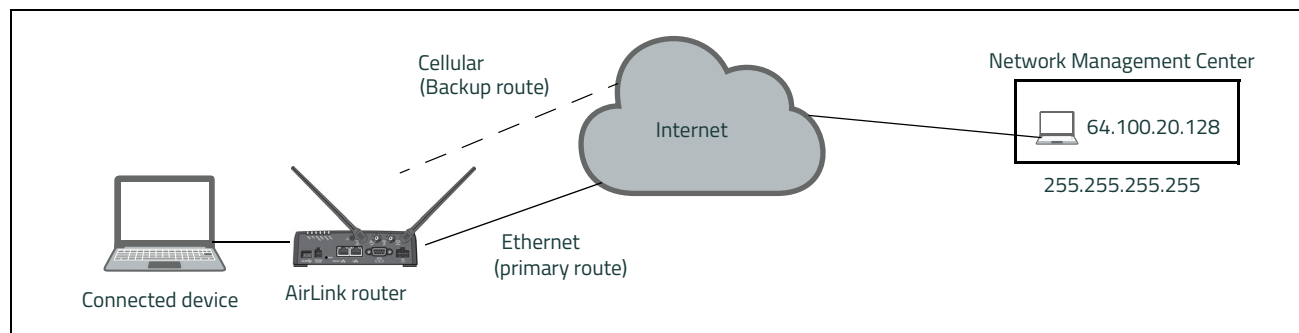 Cellular
(Backup route)
Network Management Center
Internet
64.100.20.128
255.255.255.255
Ethernet
(primary route)
Connected device
AirLink router